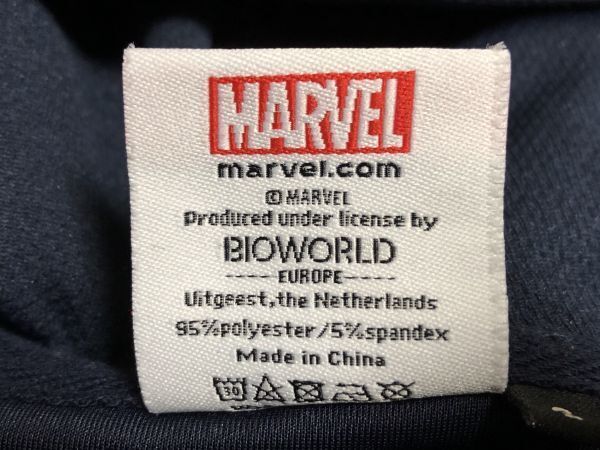 MARVEL
marvel.com
©MARVEL
Produced under license by
BIOWORLD
-----EUROPE-----
Uitgeest,the Netherlands
95%polyester/5%spandex
Made in China
30